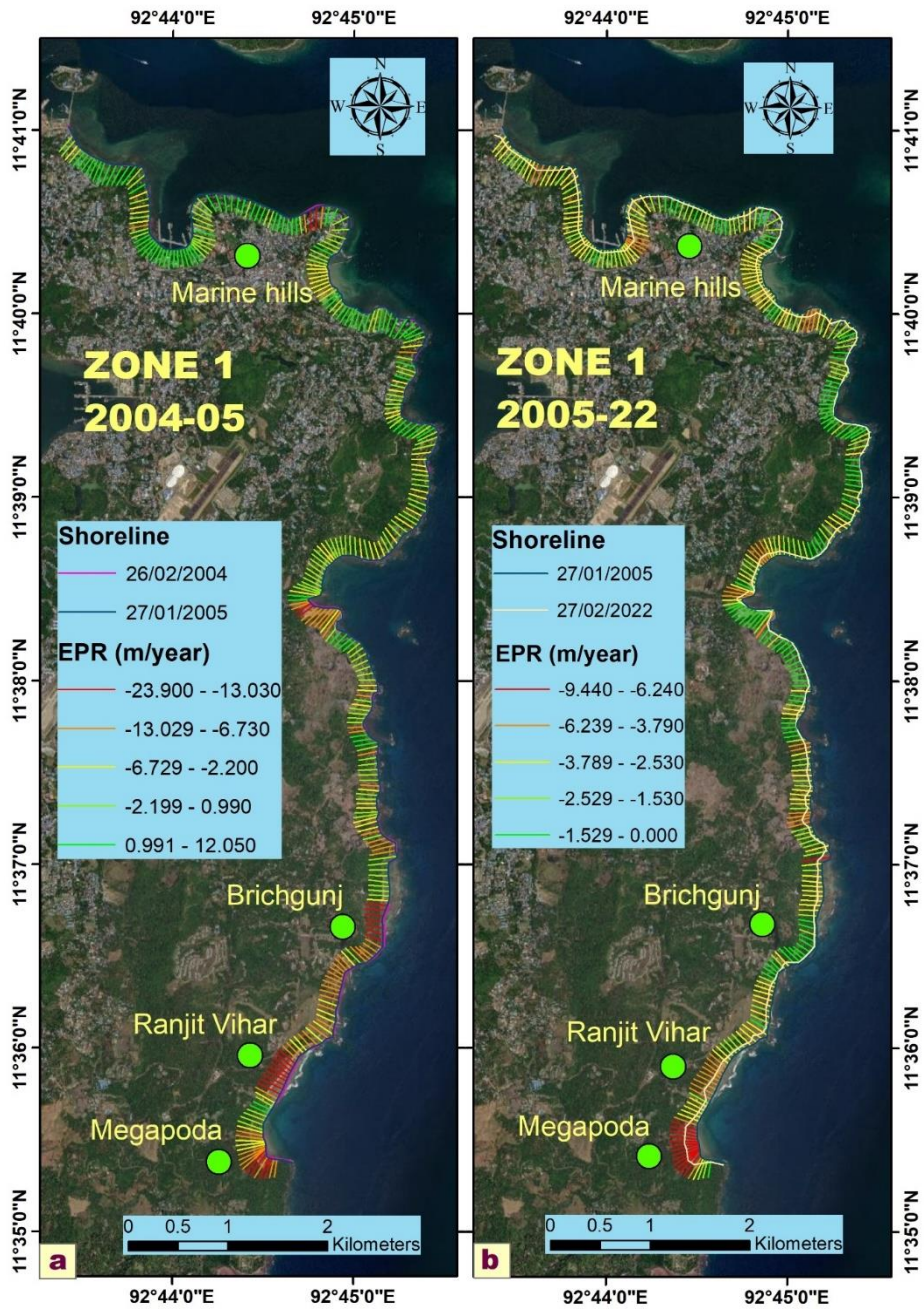 92°44'0"E
92°45'0"E
92°44'0"E
92°45'0"E
N
W
E
S
N
W
E
S
11°41'0"N
11°40'0"N
11°39'0"N
11°38'0"N
11°37'0"N
11°36'0"N
11°35'0"N
Marine hills
ZONE 1
2004-05
Shoreline
26/02/2004
27/01/2005
EPR (m/year)
-23.900 - -13.030
-13.029 - -6.730
-6.729 - -2.200
-2.199 - 0.990
0.991 - 12.050
Brichgunj
Ranjit Vihar
Megapoda
0 0.5 1 2
Kilometers
a
Marine hills
ZONE 1
2005-22
Shoreline
27/01/2005
27/02/2022
EPR (m/year)
-9.440 - -6.240
-6.239 - -3.790
-3.789 - -2.530
-2.529 - -1.530
-1.529 - 0.000
Brichgunj
Ranjit Vihar
Megapoda
0 0.5 1 2
Kilometers
b
11°41'0"N
11°40'0"N
11°39'0"N
11°38'0"N
11°37'0"N
11°36'0"N
11°35'0"N
92°44'0"E
92°45'0"E
92°44'0"E
92°45'0"E